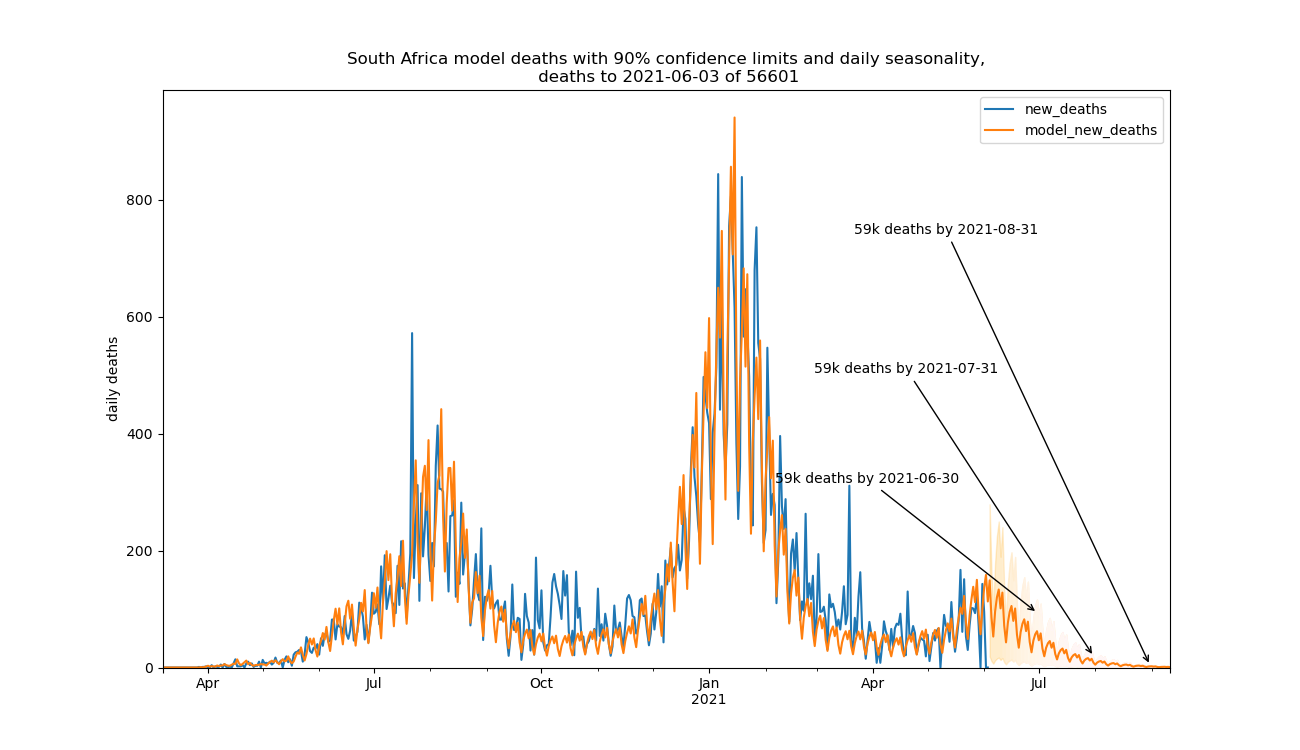 South Africa model deaths with 90% confidence limits and daily seasonality,
deaths to 2021-06-03 of 56601
new_deaths
model_new_deaths
daily deaths
800
600
400
200
0
59k deaths by 2021-08-31
59k deaths by 2021-07-31
59k deaths by 2021-06-30
Apr Jul Oct Jan Apr Jul
2021